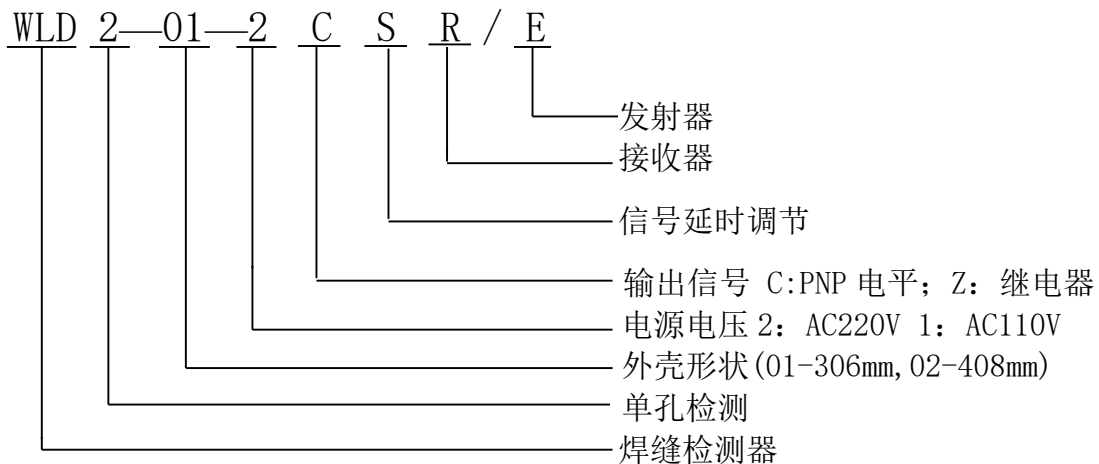 WLD 2—01—2 C S R / E
发射器
接收器
信号延时调节
输出信号 C:PNP 电平；Z：继电器
电源电压 2：AC220V 1：AC110V
外壳形状(01-306mm,02-408mm)
单孔检测
焊缝检测器